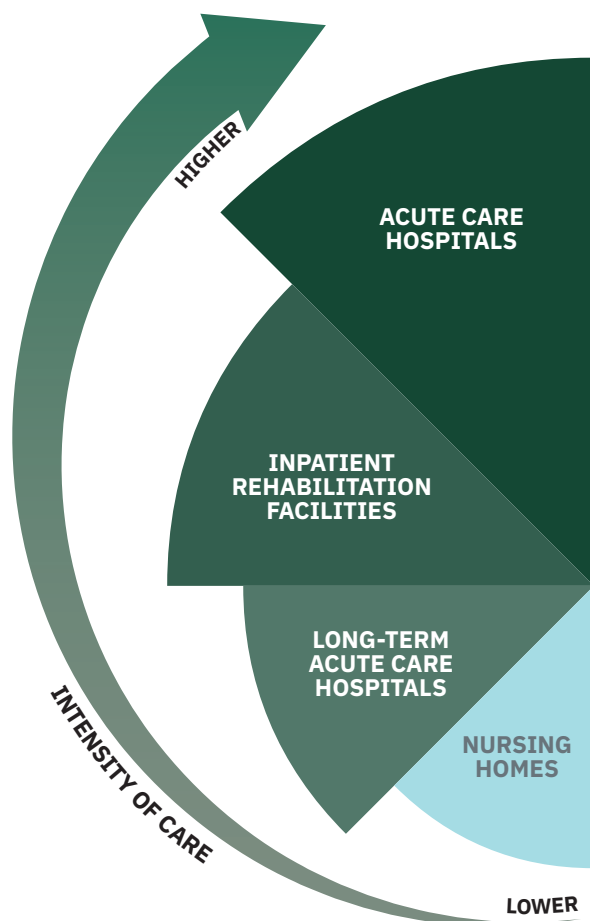 HIGHER
ACUTE CARE
HOSPITALS
INPATIENT
REHABILITATION
FACILITIES
LONG-TERM
ACUTE CARE
HOSPITALS
NURSING
HOMES
INTENSITY OF CARE
LOWER